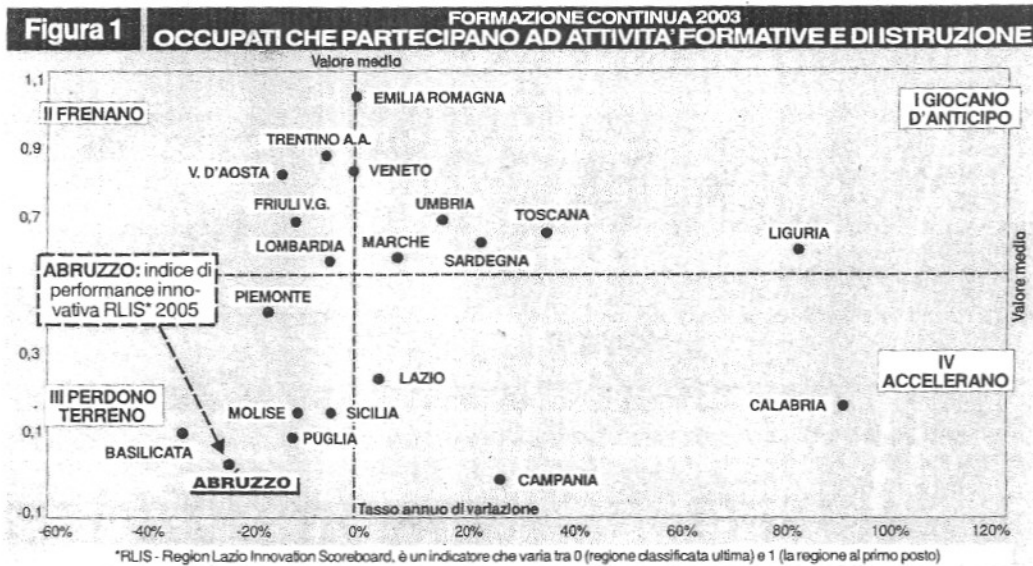 Figura 1
FORMAZIONE CONTINUA 2003
OCCUPATI CHE PARTECIPANO AD ATTIVITA' FORMATIVE E DI ISTRUZIONE
Valore medio
1,1
EMILIA ROMAGNA
II FRENANO
I GIOCANO
D'ANTICIPO
TRENTINO A.A.
0,9
V. D'AOSTA
VENETO
FRIULI V.G.
UMBRIA
TOSCANA
0,7
LIGURIA
LOMBARDIA
MARCHE
SARDEGNA
ABRUZZO: indice di
performance inno-
vativa RLIS* 2005
Valore medio
PIEMONTE
0,3
LAZIO
IV
ACCELERANO
III PERDONO
TERRENO
MOLISE
SICILIA
CALABRIA
0,1
PUGLIA
BASILICATA
ABRUZZO
CAMPANIA
-0,1
Tasso annuo di variazione
-60%
-40%
-20%
0%
20%
40%
60%
80%
100%
120%
*RLIS - Region Lazio Innovation Scoreboard, è un indicatore che varia tra 0 (regione classificata ultima) e 1 (la regione al primo posto)